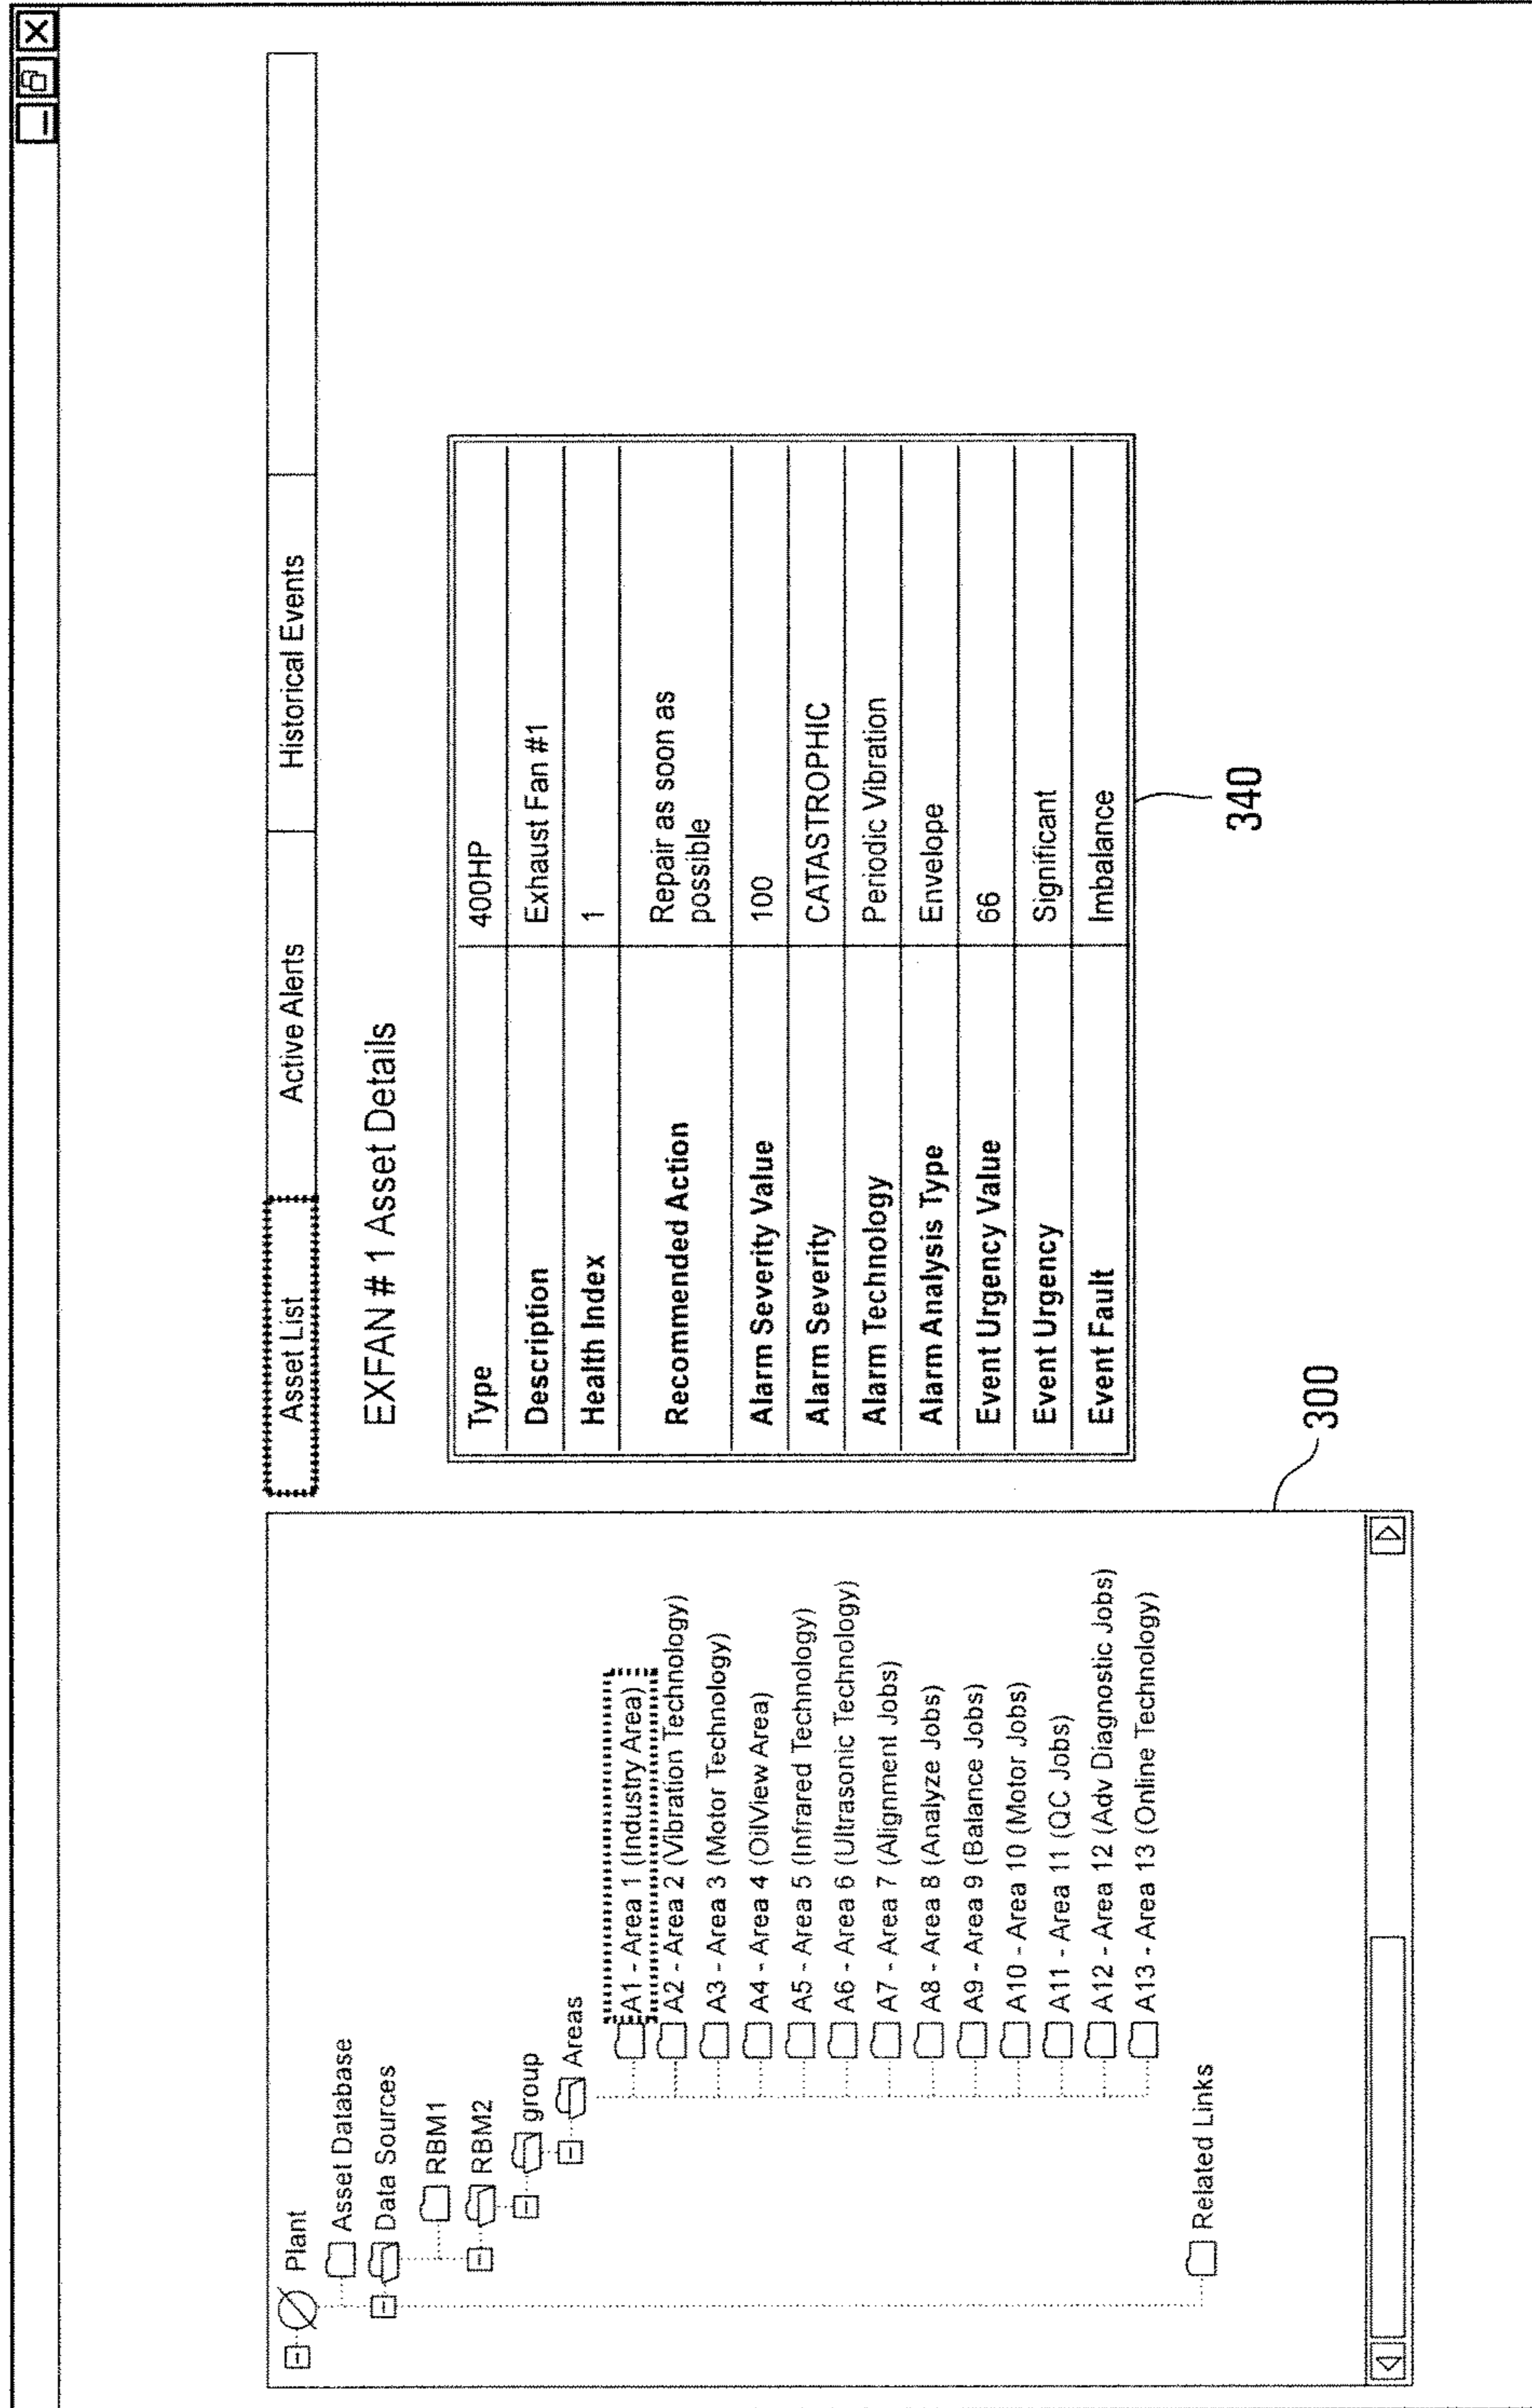 Asset List
Active Alerts
Historical Events
Plant
Asset Database
Data Sources
RBM1
RBM2
group
Areas
A1 - Area 1 (Industry Area)
A2 - Area 2 (Vibration Technology)
A3 - Area 3 (Motor Technology)
A4 - Area 4 (OilView Area)
A5 - Area 5 (Infrared Technology)
A6 - Area 6 (Ultrasonic Technology)
A7 - Area 7 (Alignment Jobs)
A8 - Area 8 (Analyze Jobs)
A9 - Area 9 (Balance Jobs)
A10 - Area 10 (Motor Jobs)
A11 - Area 11 (QC Jobs)
A12 - Area 12 (Adv Diagnostic Jobs)
A13 - Area 13 (Online Technology)
Related Links
300
EXFAN # 1 Asset Details
Type 400HP
Description Exhaust Fan #1
Health Index 1
Recommended Action Repair as soon as
possible
Alarm Severity Value 100
Alarm Severity CATASTROPHIC
Alarm Technology Periodic Vibration
Alarm Analysis Type Envelope
Event Urgency Value 66
Event Urgency Significant
Event Fault Imbalance
340